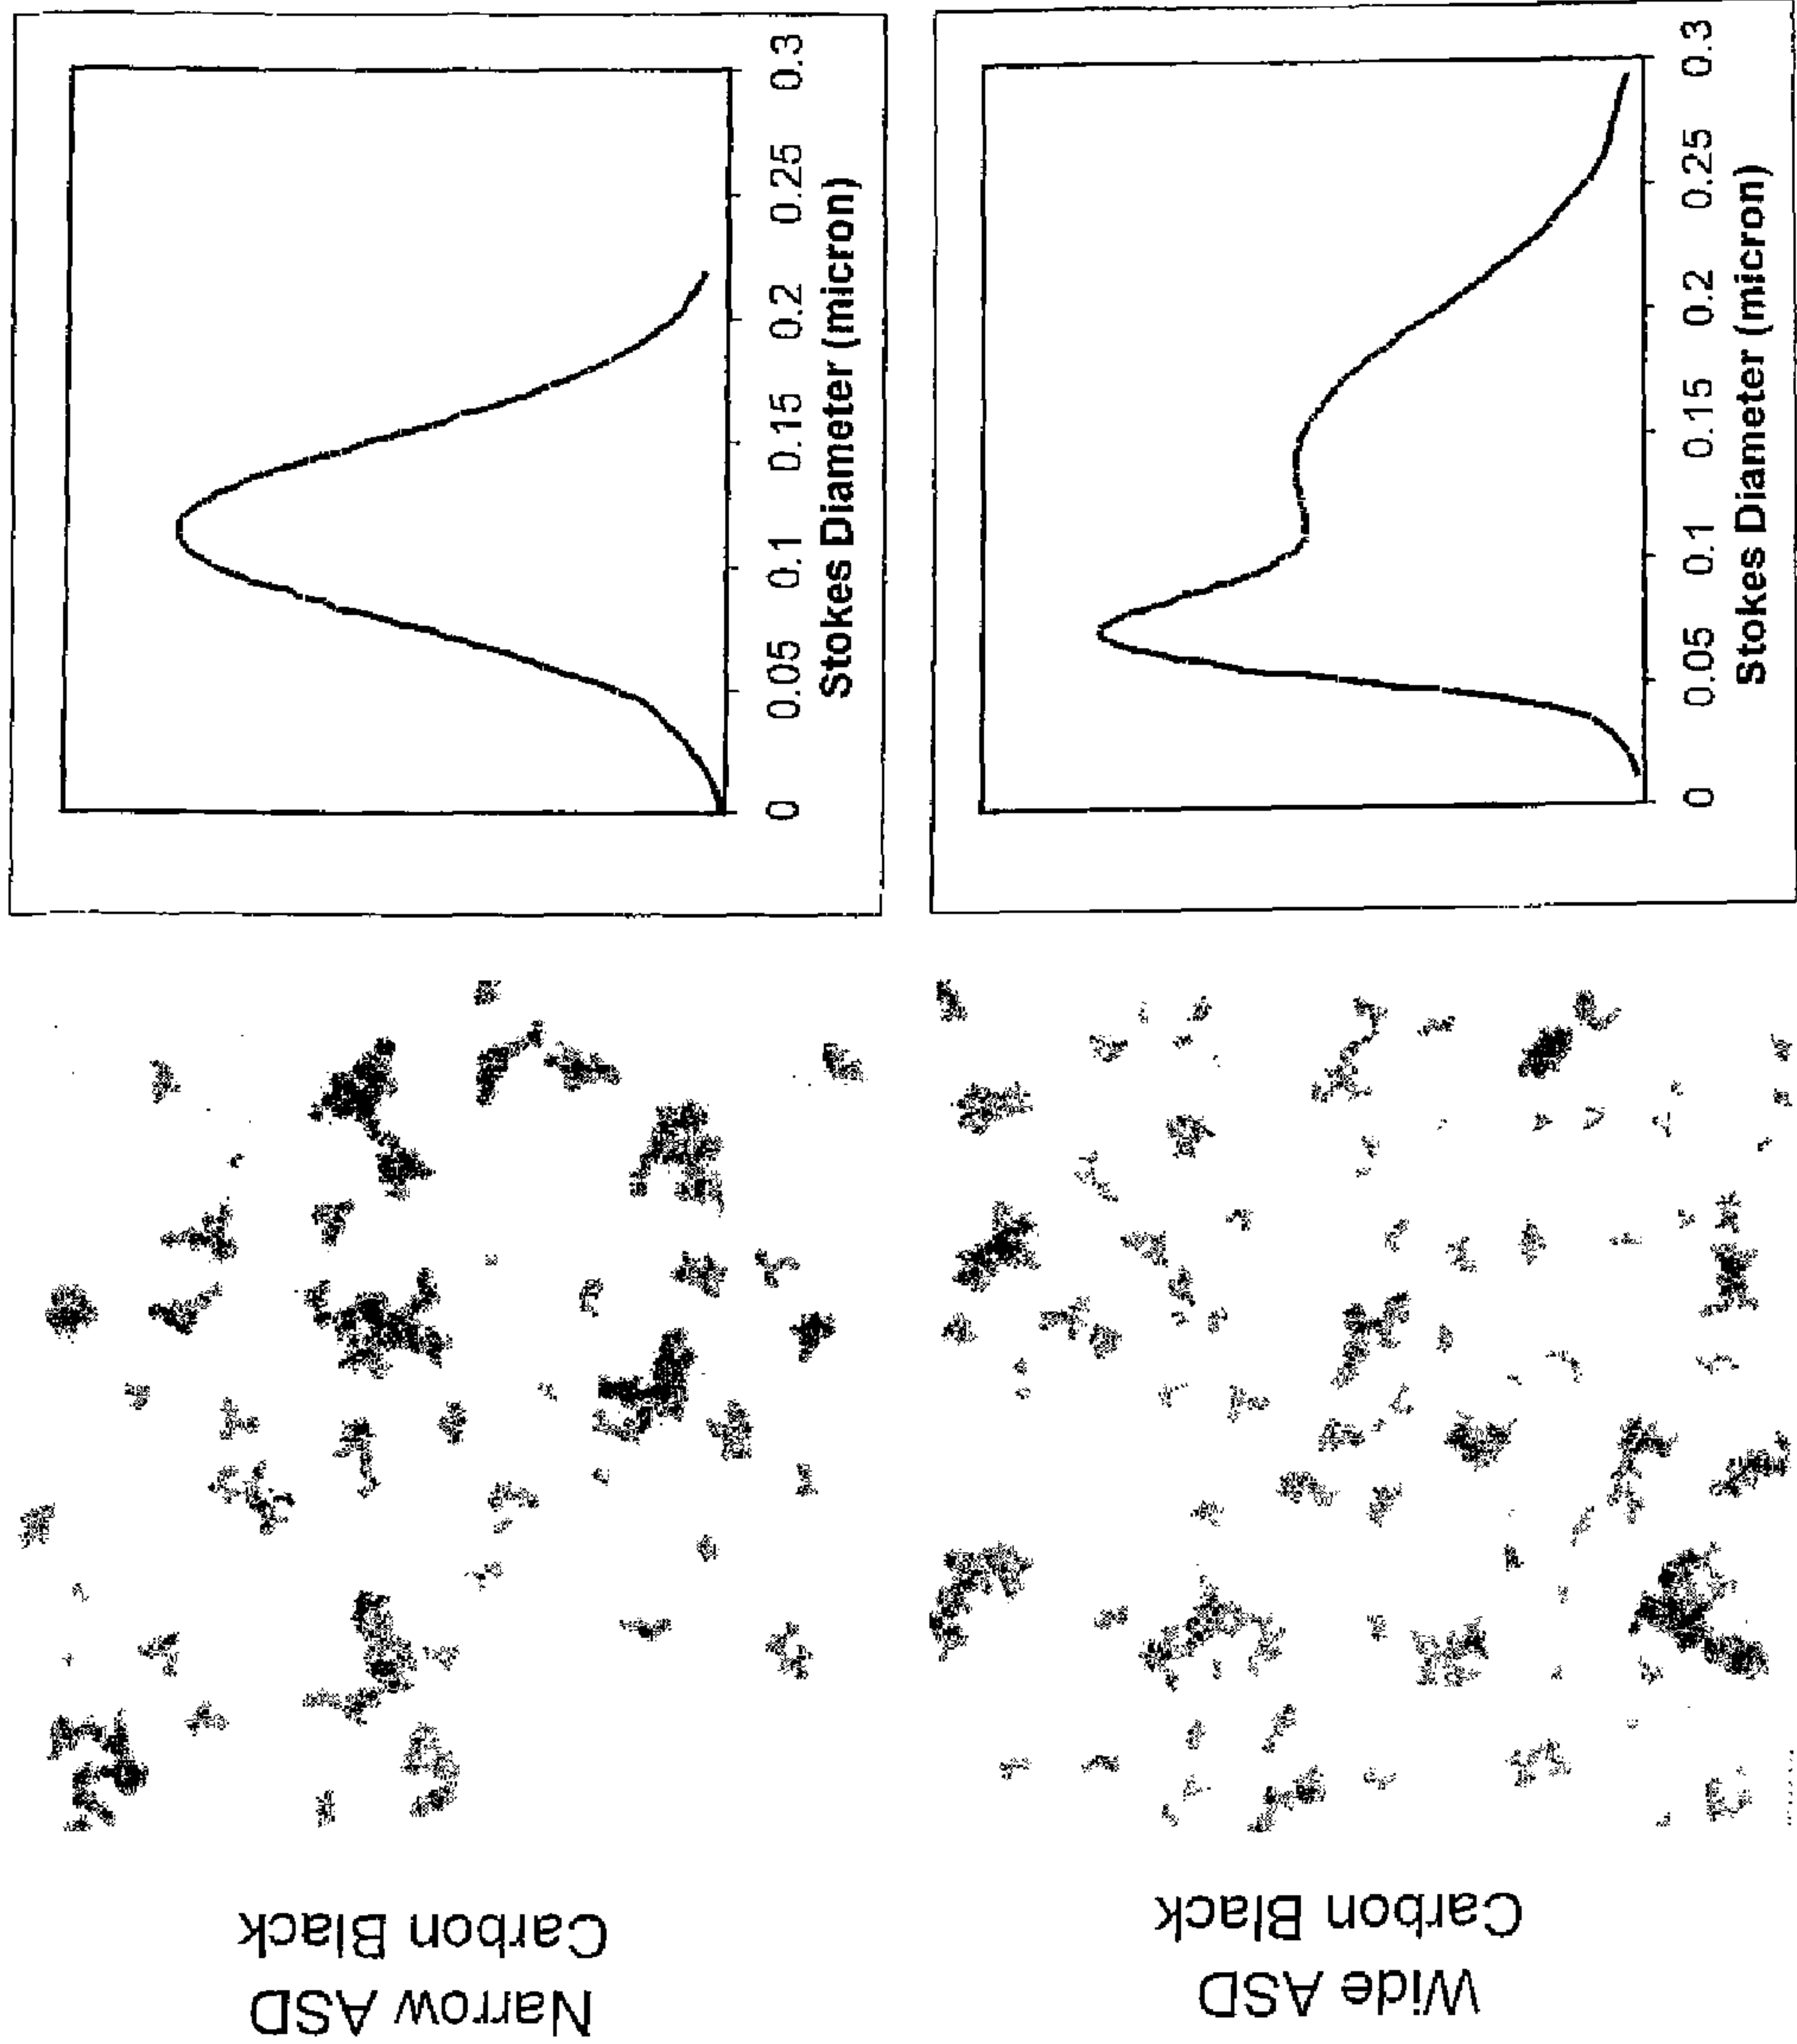 Narrow ASD
Carbon Black
0
0.05
0.1
0.15
0.2
0.25
0.3
Stokes Diameter (micron)
Wide ASD
Carbon Black
0
0.05
0.1
0.15
0.2
0.25
0.3
Stokes Diameter (micron)